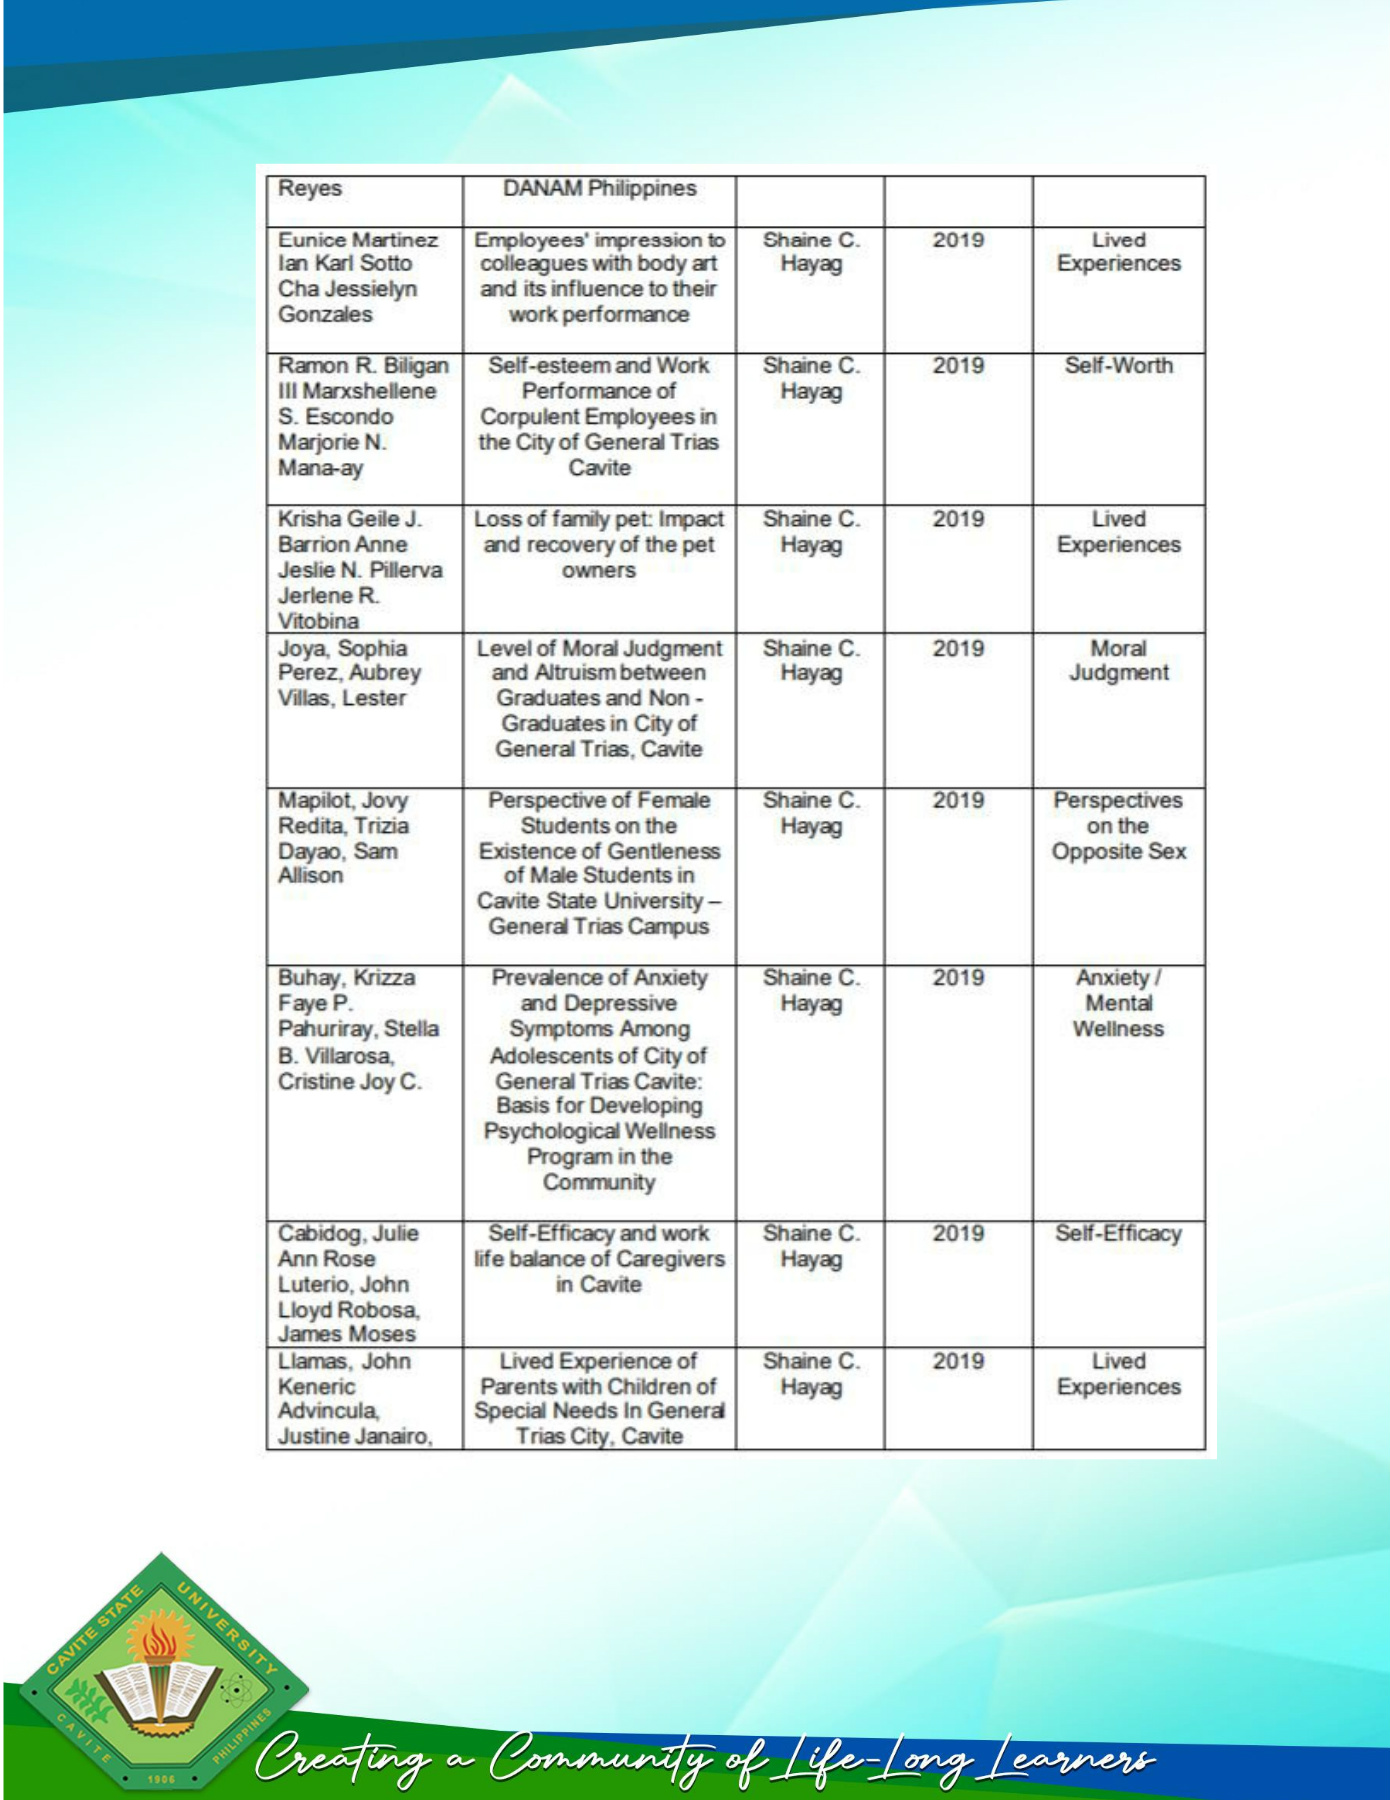 Reyes
DANAM Philippines
Eunice Martinez
Ian Karl Sotto
Cha Jessielyn
Gonzales
Employees' impression to
colleagues with body art
and its influence to their
work performance
Shaine C.
Hayag
2019
Lived
Experiences
Ramon R. Biligan
III Marxshellene
S. Escondo
Marjorie N.
Mana-ay
Self-esteem and Work
Performance of
Corpulent Employees in
the City of General Trias
Cavite
Shaine C.
Hayag
2019
Self-Worth
Krisha Geile J.
Barrion Anne
Jeslie N. Pillerva
Jerlene R.
Vitobina
Loss of family pet: Impact
and recovery of the pet
owners
Shaine C.
Hayag
2019
Lived
Experiences
Joya, Sophia
Perez, Aubrey
Villas, Lester
Level of Moral Judgment
and Altruism between
Graduates and Non -
Graduates in City of
General Trias, Cavite
Shaine C.
Hayag
2019
Moral
Judgment
Mapilot, Jovy
Redita, Trizia
Dayao, Sam
Allison
Perspective of Female
Students on the
Existence of Gentleness
of Male Students in
Cavite State University –
General Trias Campus
Shaine C.
Hayag
2019
Perspectives
on the
Opposite Sex
Buhay, Krizza
Faye P.
Pahuriray, Stella
B. Villarosa,
Cristine Joy C.
Prevalence of Anxiety
and Depressive
Symptoms Among
Adolescents of City of
General Trias Cavite:
Basis for Developing
Psychological Wellness
Program in the
Community
Shaine C.
Hayag
2019
Anxiety /
Mental
Wellness
Cabidog, Julie
Ann Rose
Luterio, John
Lloyd Robosa,
James Moses
Self-Efficacy and work
life balance of Caregivers
in Cavite
Shaine C.
Hayag
2019
Self-Efficacy
Llamas, John
Keneric
Advincula,
Justine Janairo,
Lived Experience of
Parents with Children of
Special Needs In General
Trias City, Cavite
Shaine C.
Hayag
2019
Lived
Experiences
CAVITE STATE UNIVERSITY
CAVITE
1906
PHILIPPINES
Creating a Community of Life-Long Learners